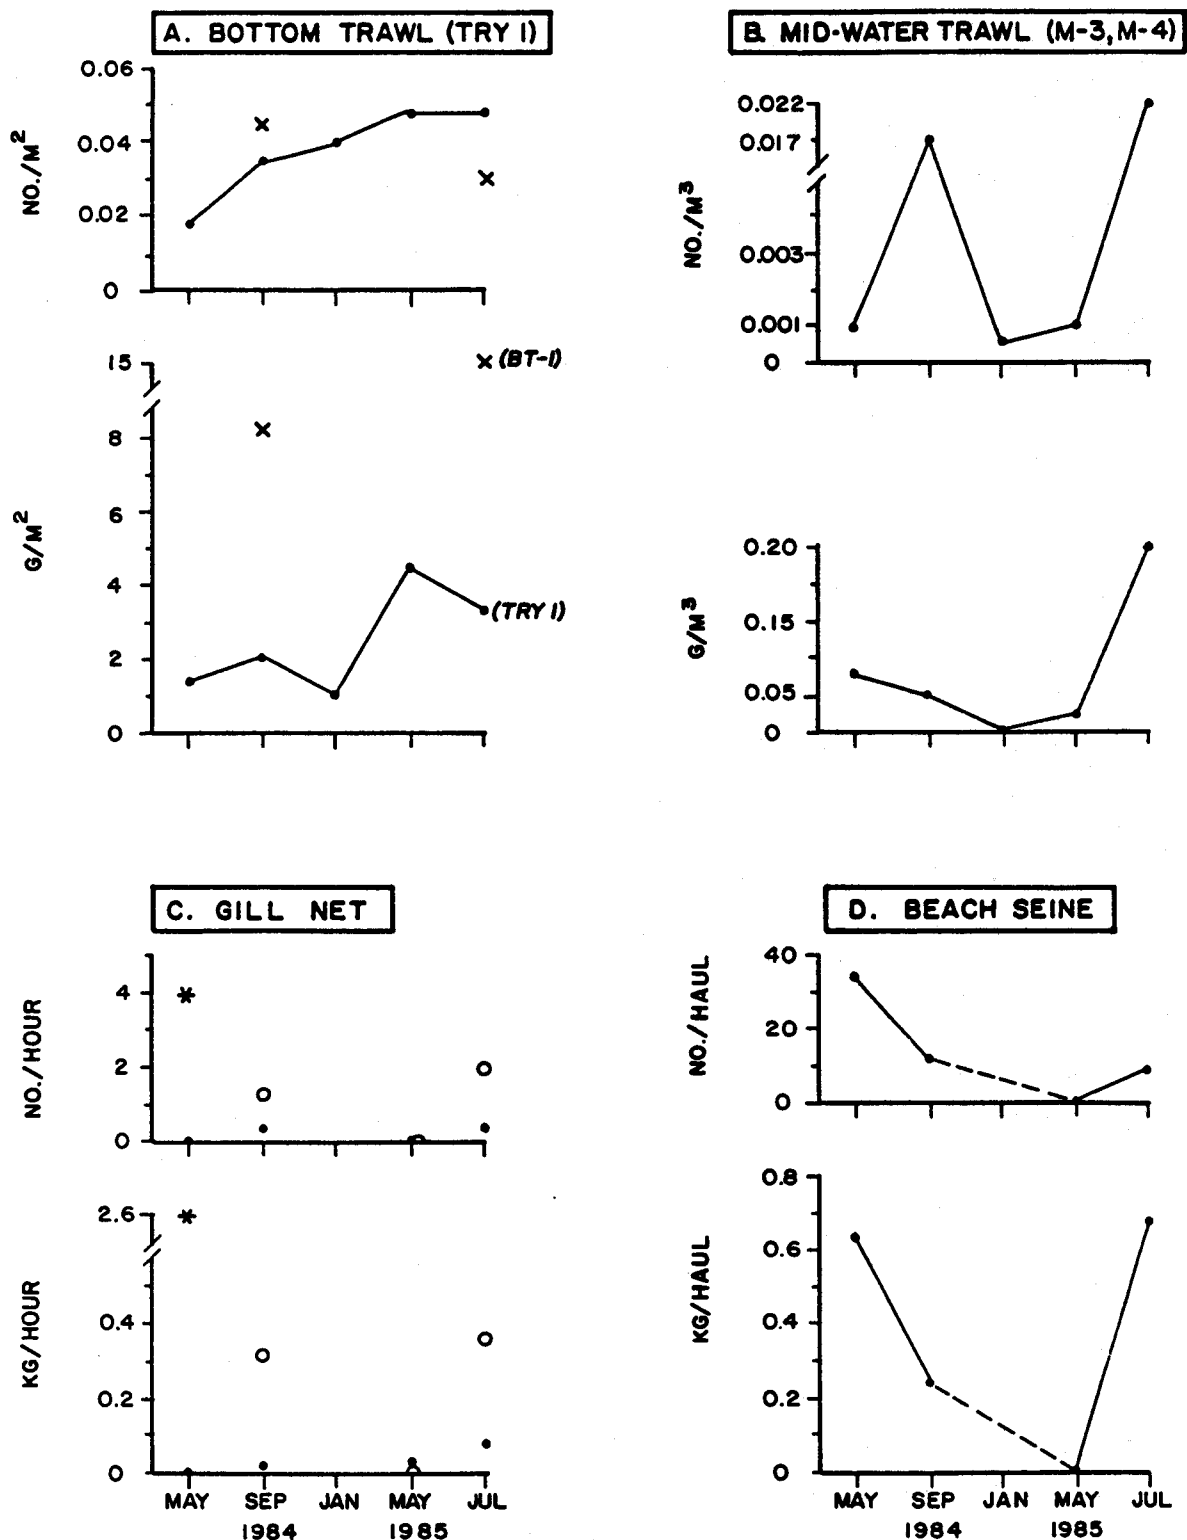 A. BOTTOM TRAWL (TRY I)
0.06
0.04
0.02
0
NO./M²
15
8
6
4
2
0
G/M²
(BT-I)
(TRY I)
B. MID-WATER TRAWL (M-3, M-4)
0.022
0.017
0.003
0.001
0
NO./M³
0.20
0.15
0.05
0
G/M³
C. GILL NET
4
2
0
NO./HOUR
2.6
0.4
0.2
0
KG/HOUR
MAY SEP JAN MAY JUL
1984 1985
D. BEACH SEINE
40
20
0
NO./HAUL
0.8
0.6
0.4
0.2
0
KG/HAUL
MAY SEP JAN MAY JUL
1984 1985